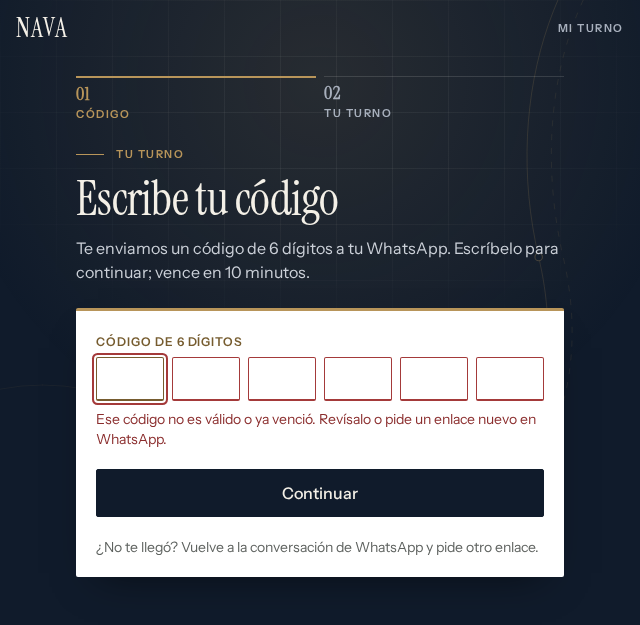 NAVA
MI TURNO
01
CÓDIGO
02
TU TURNO
TU TURNO
Escribe tu código
Te enviamos un código de 6 dígitos a tu WhatsApp. Escríbelo para
continuar; vence en 10 minutos.
CÓDIGO DE 6 DÍGITOS
Ese código no es válido o ya venció. Revísalo o pide un enlace nuevo en
WhatsApp.
Continuar
¿No te llegó? Vuelve a la conversación de WhatsApp y pide otro enlace.